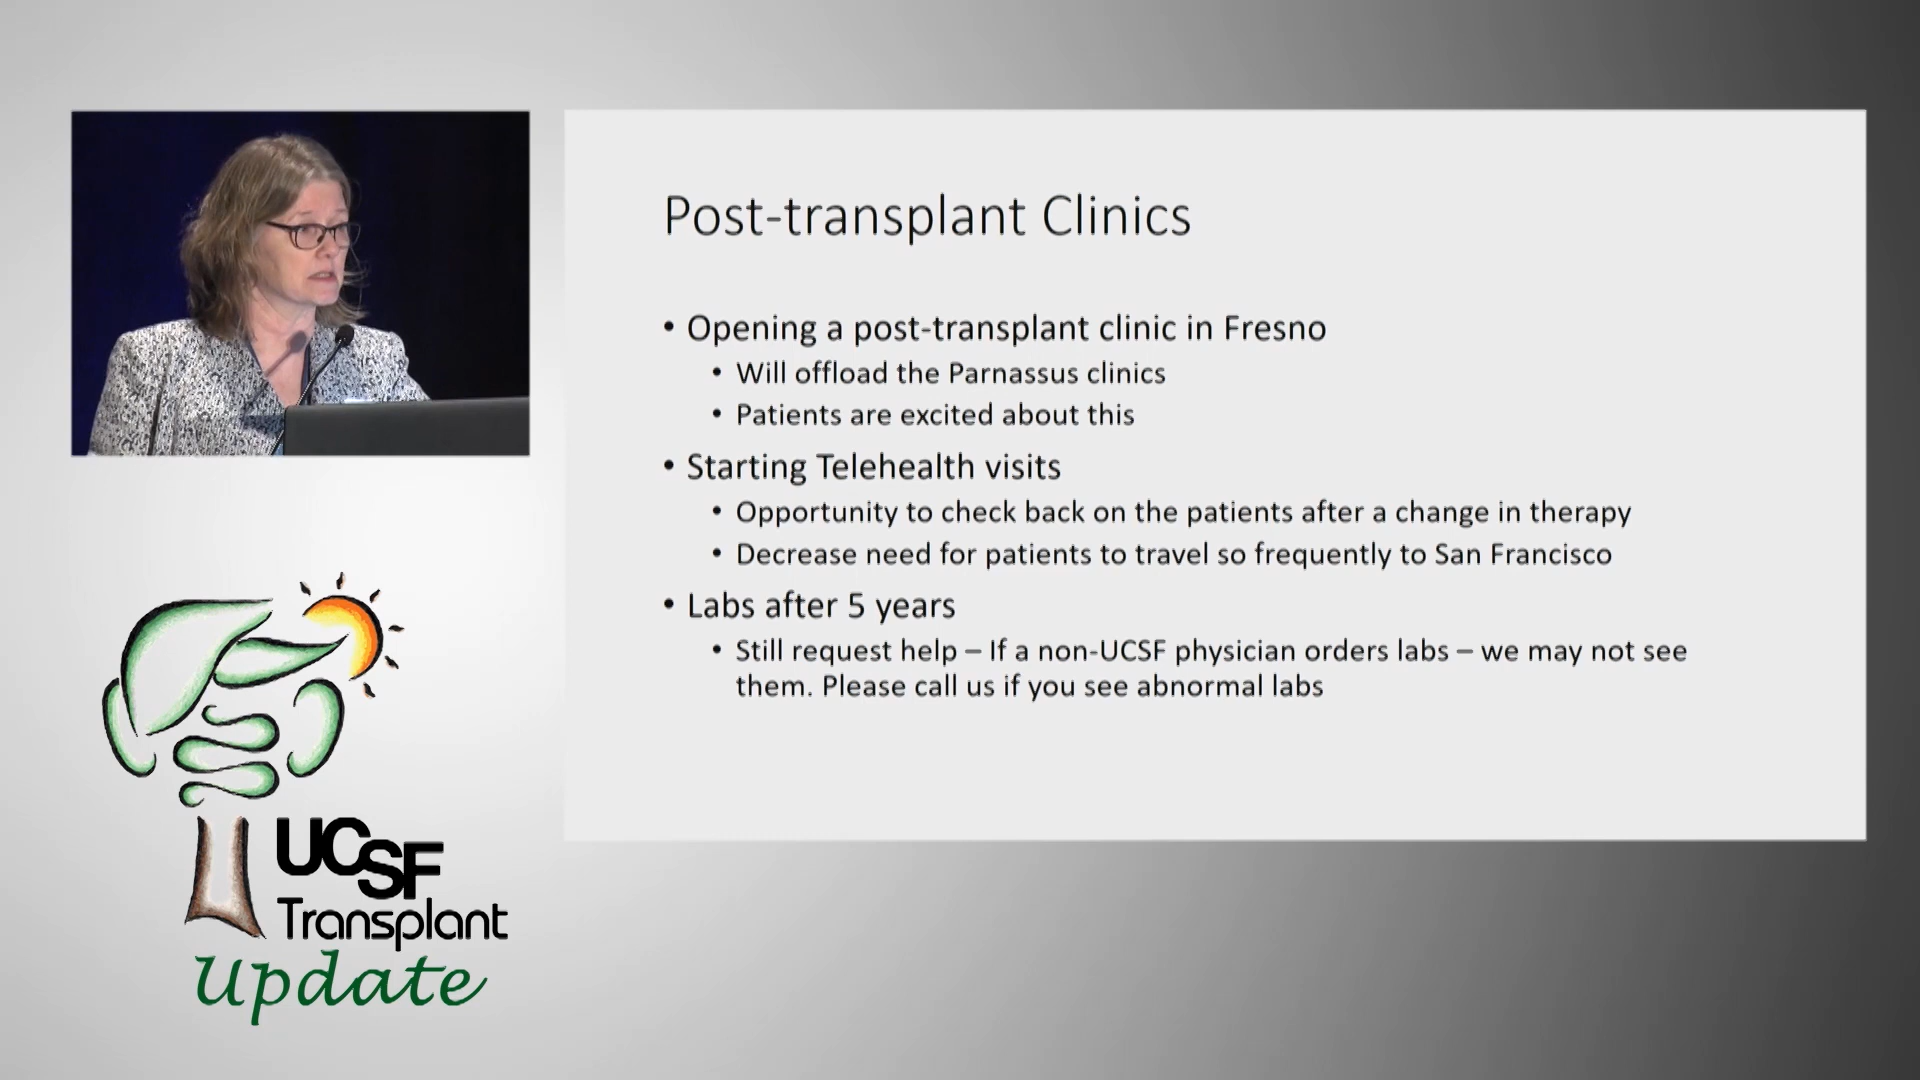 Post-transplant Clinics
• Opening a post-transplant clinic in Fresno
• Will offload the Parnassus clinics
• Patients are excited about this
• Starting Telehealth visits
• Opportunity to check back on the patients after a change in therapy
• Decrease need for patients to travel so frequently to San Francisco
• Labs after 5 years
• Still request help – If a non-UCSF physician orders labs – we may not see
them. Please call us if you see abnormal labs
UCSF
Transplant
Update